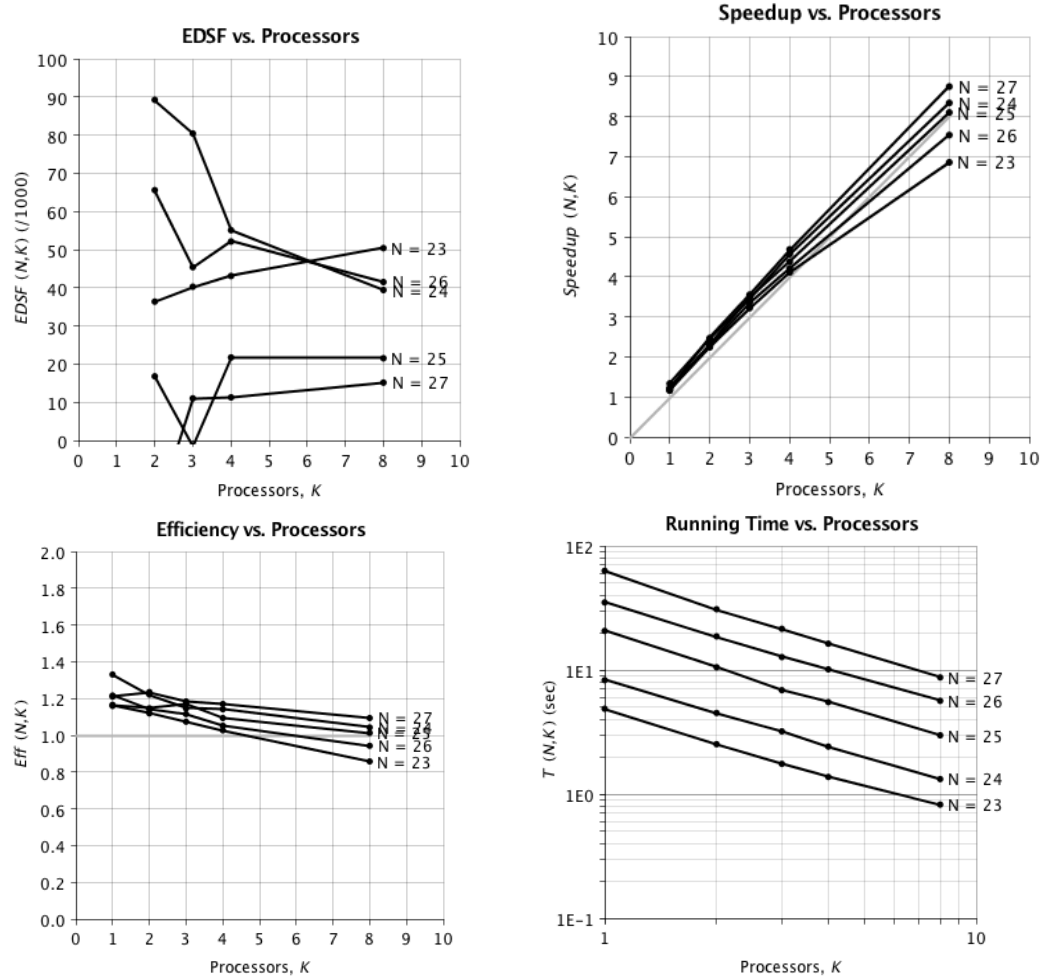 EDSF vs. Processors
EDSF (N,K) (/1000)
100
90
80
70
60
50
40
30
20
10
0
N = 23
N = 26
N = 24
N = 25
N = 27
0 1 2 3 4 5 6 7 8 9 10
Processors, K
Speedup vs. Processors
Speedup (N,K)
10
9
8
7
6
5
4
3
2
1
0
N = 27
N = 24
N = 25
N = 26
N = 23
0 1 2 3 4 5 6 7 8 9 10
Processors, K
Efficiency vs. Processors
Eff (N,K)
2.0
1.8
1.6
1.4
1.2
1.0
0.8
0.6
0.4
0.2
0.0
N = 27
N = 24
N = 25
N = 26
N = 23
0 1 2 3 4 5 6 7 8 9 10
Processors, K
Running Time vs. Processors
T (N,K) (sec)
1E2
1E1
1E0
1E-1
N = 27
N = 26
N = 25
N = 24
N = 23
1 10
Processors, K